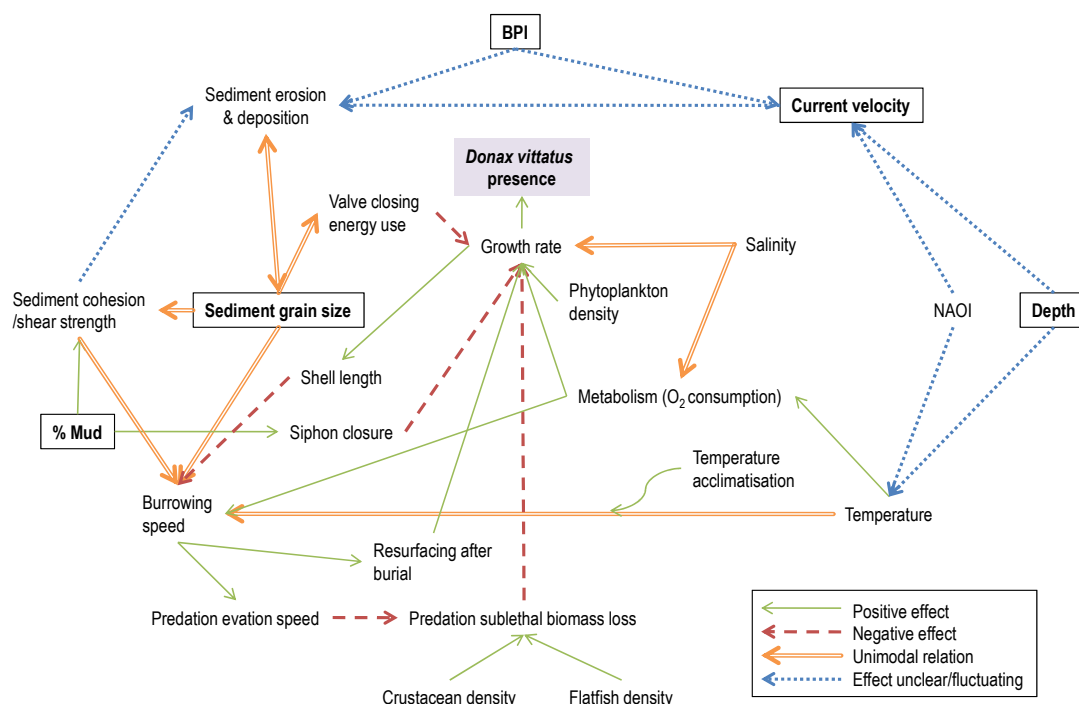 BPI
Sediment erosion
& deposition
Current velocity
Donax vittatus
presence
Valve closing
energy use
Growth rate
Salinity
Phytoplankton
density
Sediment cohesion
/shear strength
Sediment grain size
NAOI
Depth
Shell length
Metabolism (O2 consumption)
% Mud
Siphon closure
Temperature
acclimatisation
Burrowing
speed
Temperature
Resurfacing after
burial
Predation evation speed
Predation sublethal biomass loss
Crustacean density
Flatfish density
Positive effect
Negative effect
Unimodal relation
Effect unclear/fluctuating